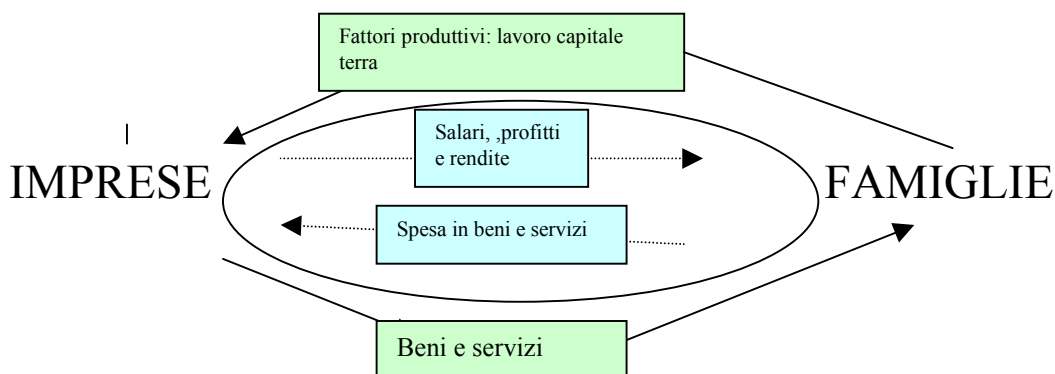 Fattori produttivi: lavoro capitale
terra
Salari, ,profitti
e rendite
IMPRESE
FAMIGLIE
Spesa in beni e servizi
Beni e servizi